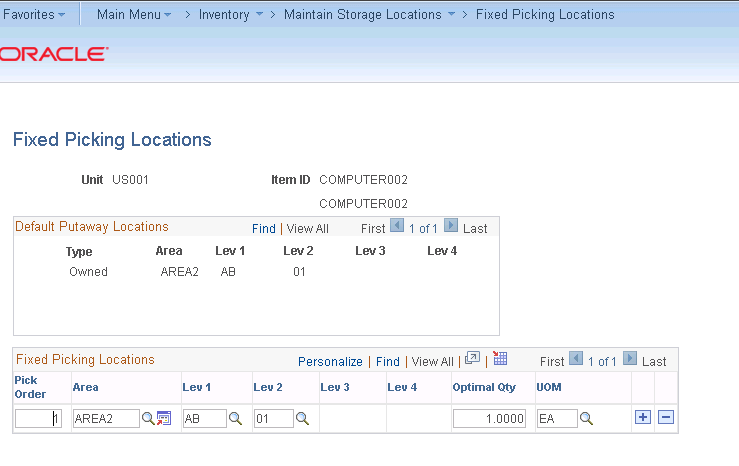 Favorites Main Menu > Inventory > Maintain Storage Locations > Fixed Picking Locations
ORACLE
Fixed Picking Locations
Unit US001 Item ID COMPUTER002
COMPUTER002
Default Putaway Locations Find | View All First 1 of 1 Last
Type Area Lev 1 Lev 2 Lev 3 Lev 4
Owned AREA2 AB 01
Fixed Picking Locations Personalize | Find | View All | | First 1 of 1 Last
Pick Order Area Lev 1 Lev 2 Lev 3 Lev 4 Optimal Qty UOM
1 AREA2 AB 01 1.0000 EA